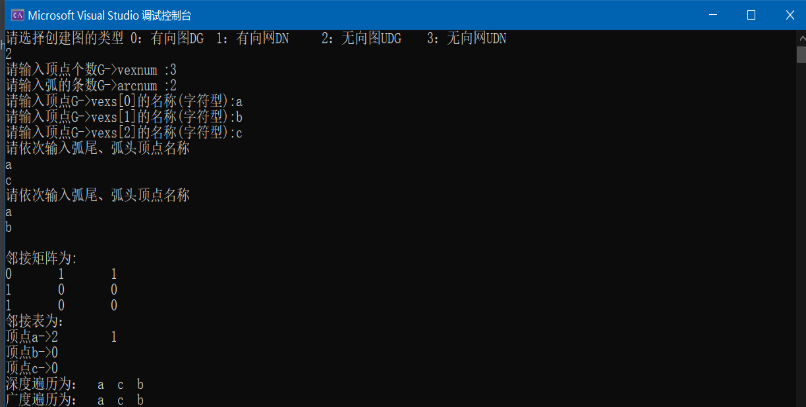 Microsoft Visual Studio 调试控制台
请选择创建图的类型 0：有向图DG 1：有向网DN 2：无向图UDG 3：无向网UDN
2
请输入顶点个数G->vexnum :3
请输入弧的条数G->arcnum :2
请输入顶点G->vexs[0]的名称(字符型):a
请输入顶点G->vexs[1]的名称(字符型):b
请输入顶点G->vexs[2]的名称(字符型):c
请依次输入弧尾、弧头顶点名称
a
c
请依次输入弧尾、弧头顶点名称
a
b
邻接矩阵为:
0 1 1
1 0 0
1 0 0
邻接表为：
顶点a->2 1
顶点b->0
顶点c->0
深度遍历为： a c b
广度遍历为： a c b